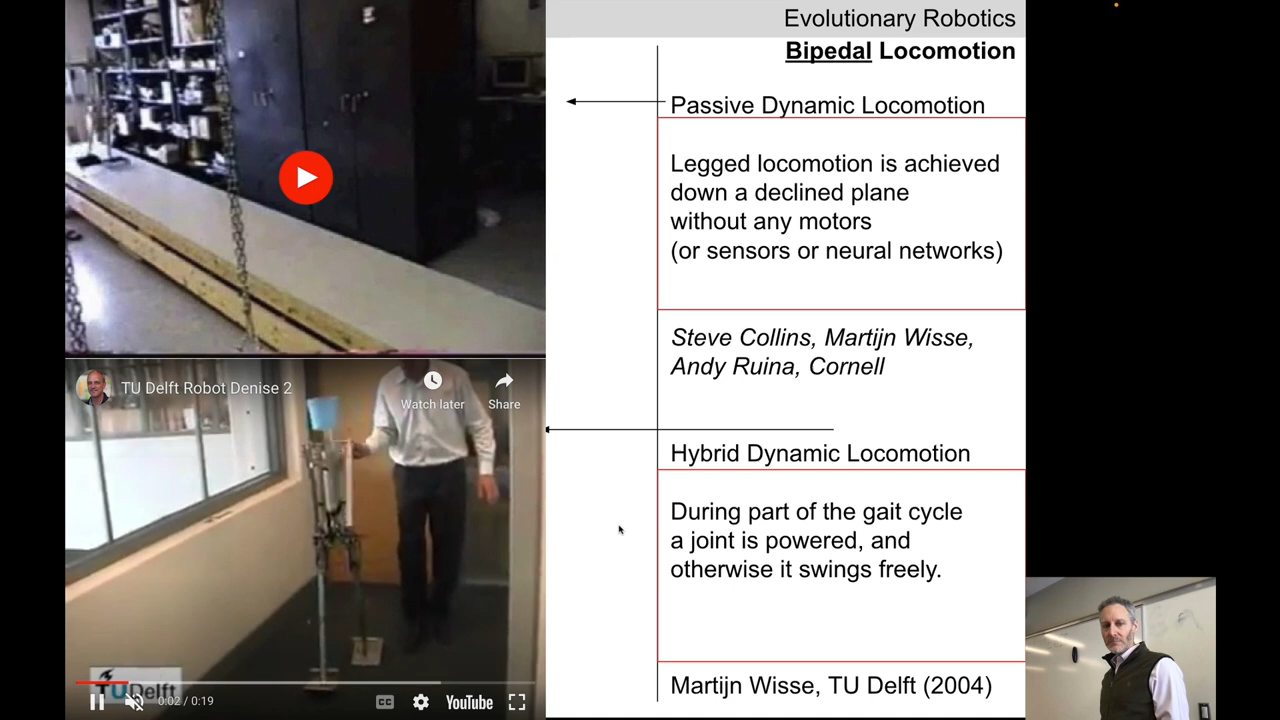 Evolutionary Robotics
Bipedal Locomotion
Passive Dynamic Locomotion
Legged locomotion is achieved
down a declined plane
without any motors
(or sensors or neural networks)
Steve Collins, Martijn Wisse,
Andy Ruina, Cornell
Hybrid Dynamic Locomotion
During part of the gait cycle
a joint is powered, and
otherwise it swings freely.
Martijn Wisse, TU Delft (2004)
TU Delft Robot Denise 2
Watch later
Share
TUDelft
0:02 / 0:19
CC
YouTube